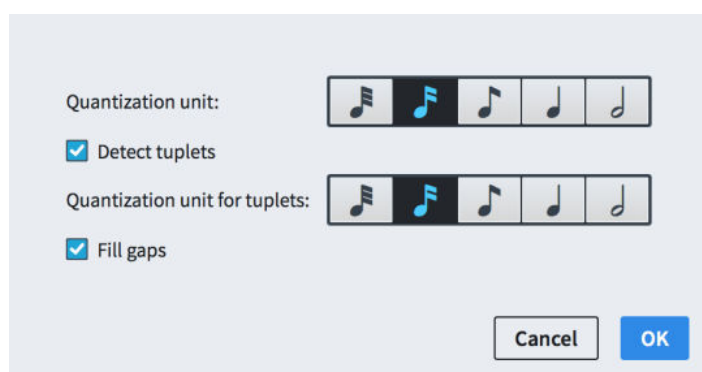 Quantization unit:
Detect tuplets
Quantization unit for tuplets:
Fill gaps
Cancel OK